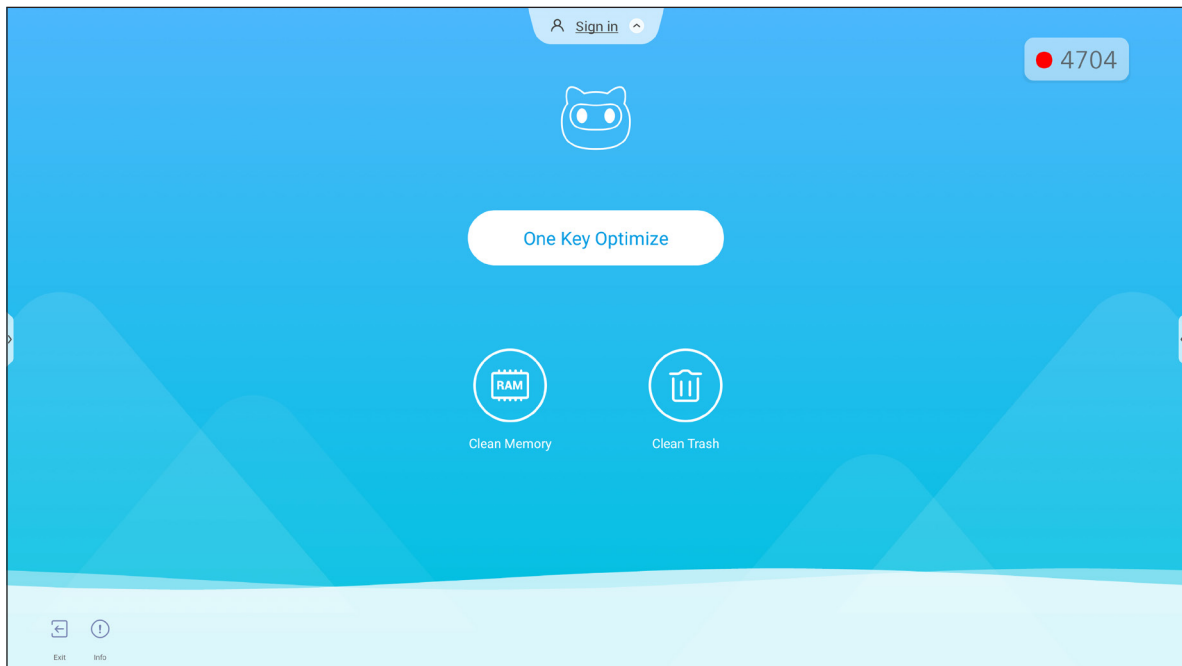 Sign in
4704
One Key Optimize
RAM
Clean Memory
Clean Trash
Exit
Info